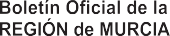 Boletín Oficial de la
REGIÓN de MURCIA